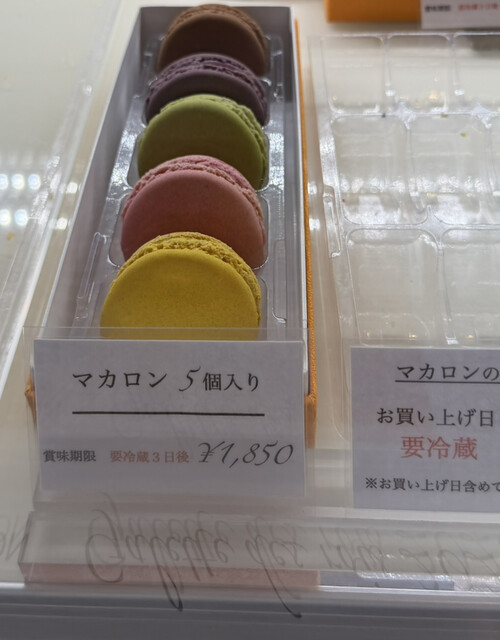 マカロン 5個入り
賞味期限 要冷蔵3日後 ¥1,850
マカロンの
お買い上げ日
要冷蔵
※お買い上げ日含めて